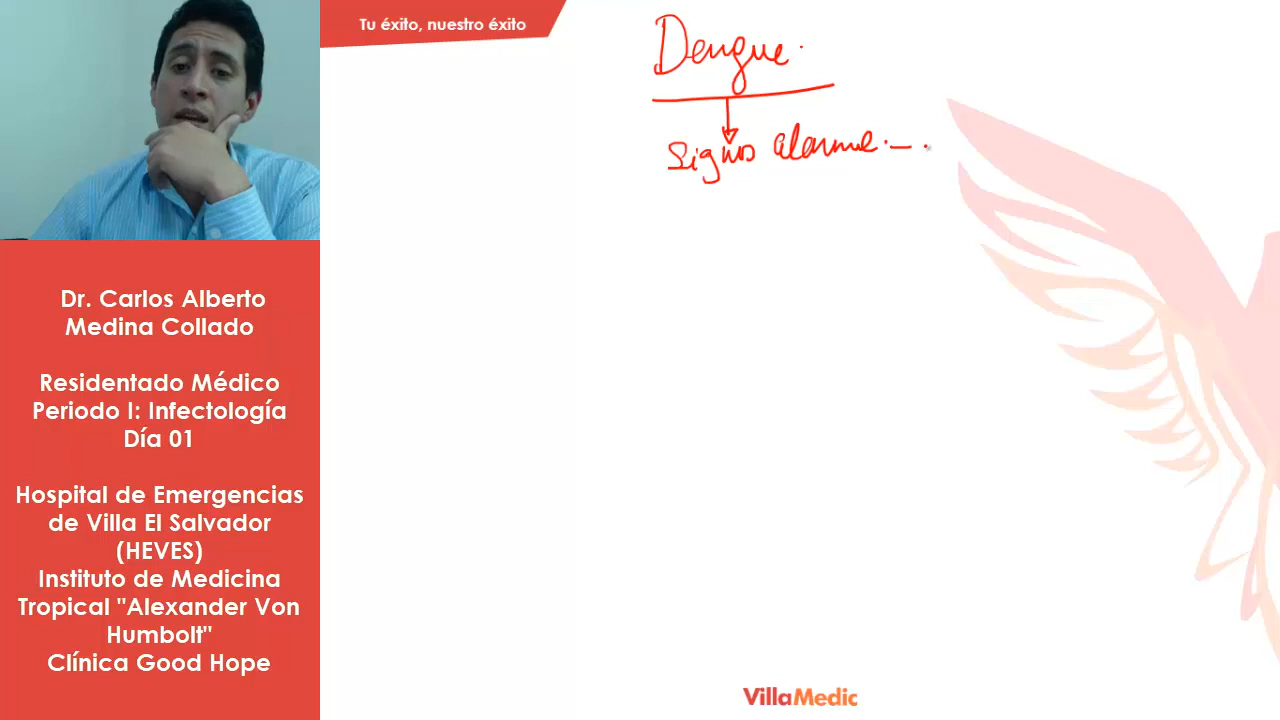 Tu éxito, nuestro éxito
Dengue.
Signos alarma. - .
Dr. Carlos Alberto
Medina Collado
Residentado Médico
Periodo I: Infectología
Día 01
Hospital de Emergencias
de Villa El Salvador
(HEVES)
Instituto de Medicina
Tropical "Alexander Von
Humbolt"
Clínica Good Hope
VillaMedic